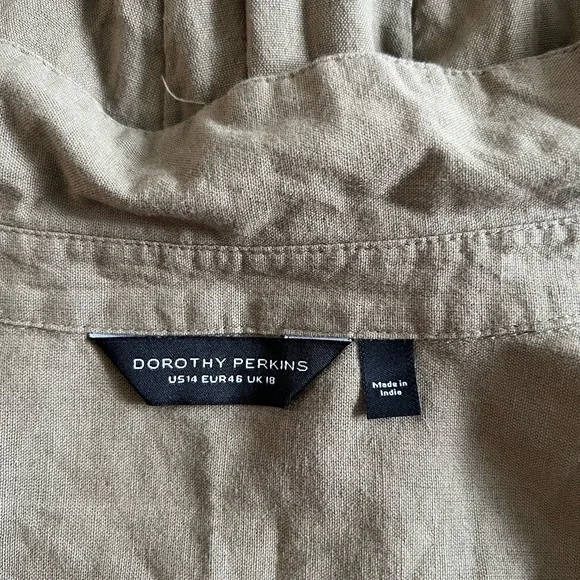 DOROTHY PERKINS
US14 EUR46 UK18
Made in
India